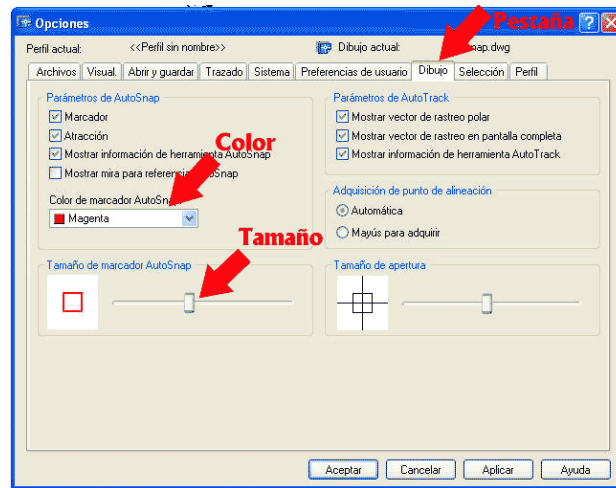 Opciones
Pestaña
Perfil actual: <<Perfil sin nombre>> Dibujo actual: nap.dwg
Archivos Visual. Abrir y guardar Trazado Sistema Preferencias de usuario Dibujo Selección Perfil
Parámetros de AutoSnap
Marcador
Atracción
Mostrar información de herramienta AutoSnap
Mostrar mira para referencia AutoSnap
Color
Color de marcador AutoSnap
Magenta
Parámetros de AutoTrack
Mostrar vector de rastreo polar
Mostrar vector de rastreo en pantalla completa
Mostrar información de herramienta AutoTrack
Adquisición de punto de alineación
Automática
Mayús para adquirir
Tamaño
Tamaño de marcador AutoSnap
Tamaño de apertura
Aceptar Cancelar Aplicar Ayuda